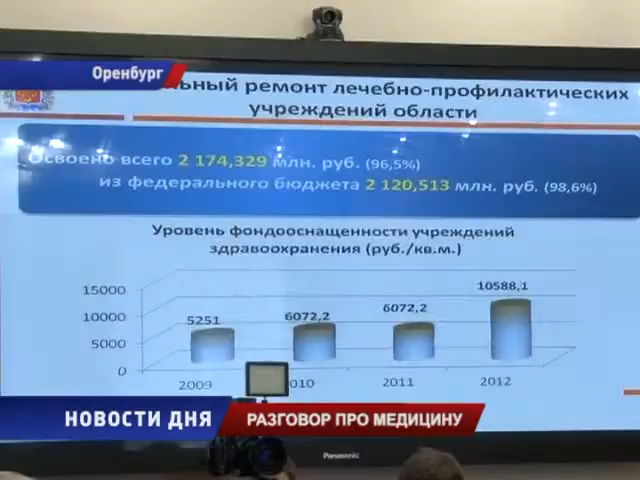 Оренбург
льный ремонт лечебно-профилактических
учреждений области
Освоено всего 2 174,329 млн. руб. (96,5%)
из федерального бюджета 2 120,513 млн. руб. (98,6%)
Уровень фондооснащенности учреждений
здравоохранения (руб./кв.м.)
15000
10000
5000
0
5251
6072,2
6072,2
10588,1
2009
010
2011
2012
НОВОСТИ ДНЯ
РАЗГОВОР ПРО МЕДИЦИНУ
Panasonic